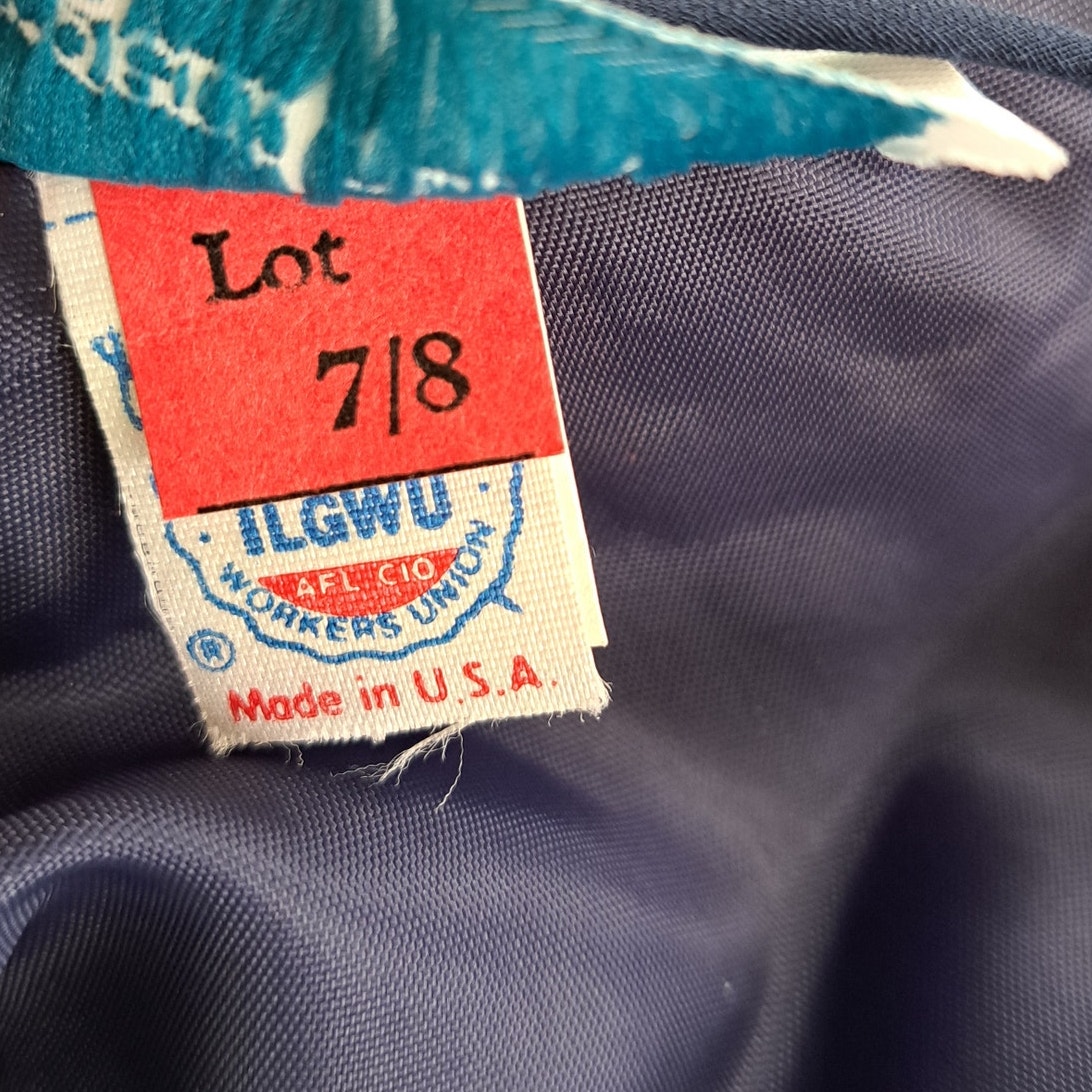 Lot
7/8
ILGWU
AFL CIO
WORKERS UNION
®
Made in U.S.A.